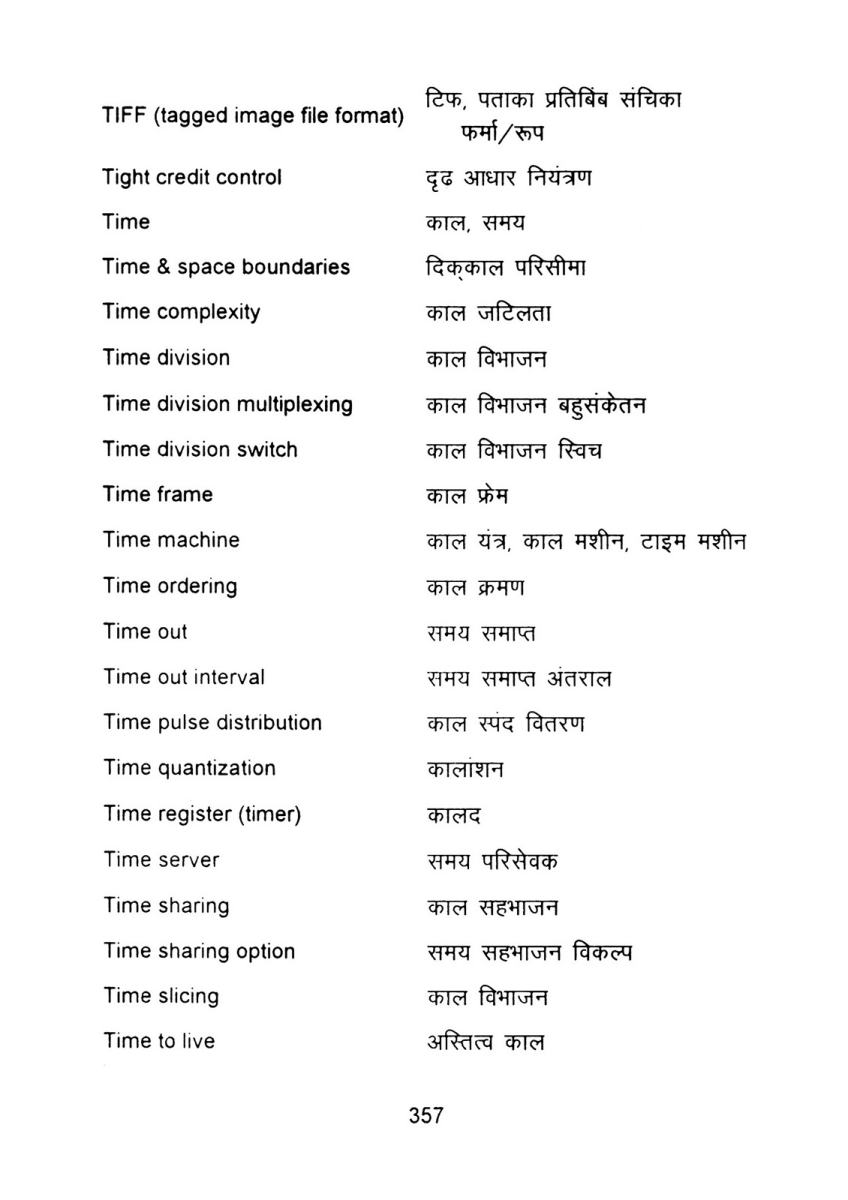 TIFF (tagged image file format) टिफ, पताका प्रतिबिंब संचिका
फर्मा/रूप
Tight credit control दृढ आधार नियंत्रण
Time काल, समय
Time & space boundaries दिक्‌काल परिसीमा
Time complexity काल जटिलता
Time division काल विभाजन
Time division multiplexing काल विभाजन बहुसंकेतन
Time division switch काल विभाजन स्विच
Time frame काल फ्रेम
Time machine काल यंत्र, काल मशीन, टाइम मशीन
Time ordering काल क्रमण
Time out समय समाप्त
Time out interval समय समाप्त अंतराल
Time pulse distribution काल स्पंद वितरण
Time quantization कालांशन
Time register (timer) कालद
Time server समय परिसेवक
Time sharing काल सहभाजन
Time sharing option समय सहभाजन विकल्प
Time slicing काल विभाजन
Time to live अस्तित्व काल
357